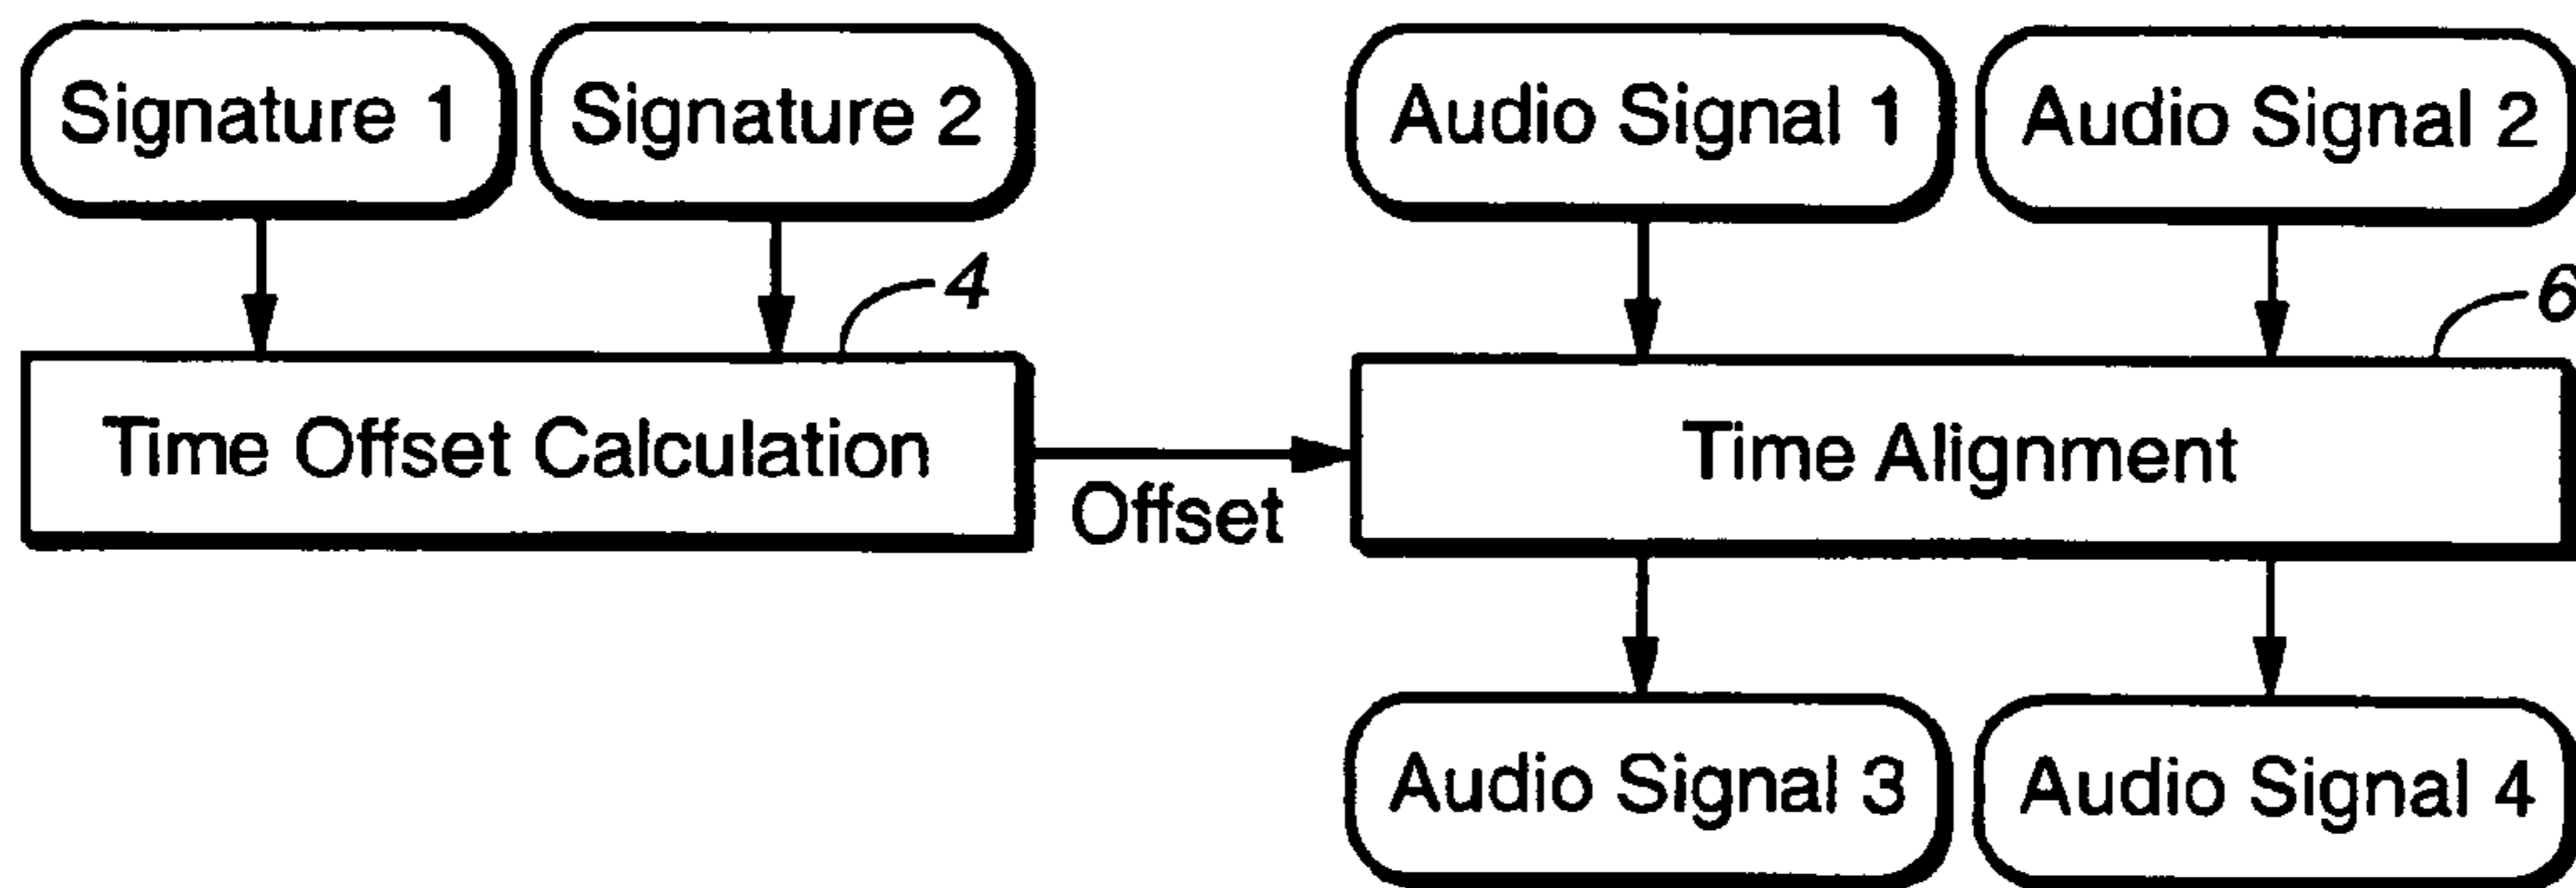 Signature 1
Signature 2
Audio Signal 1
Audio Signal 2
4
6
Time Offset Calculation
Offset
Time Alignment
Audio Signal 3
Audio Signal 4